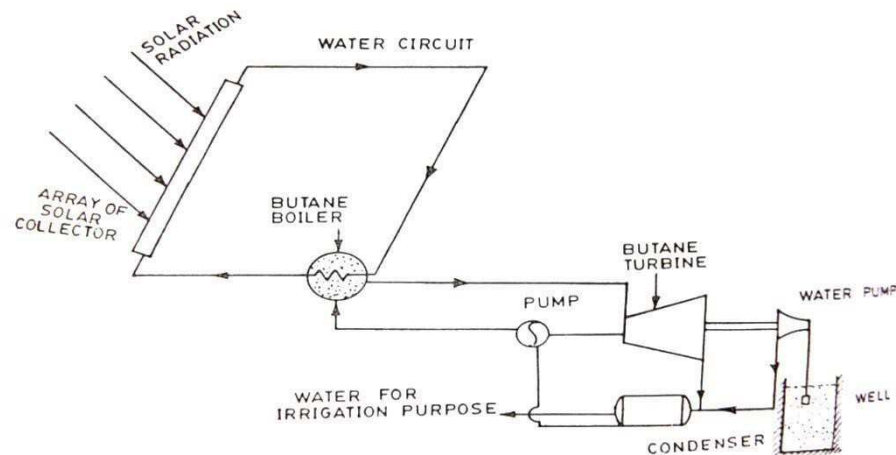 SOLAR
RADIATION
WATER CIRCUIT
ARRAY OF
SOLAR
COLLECTOR
BUTANE
BOILER
BUTANE
TURBINE
PUMP
WATER PUMP
WATER FOR
IRRIGATION PURPOSE
CONDENSER
WELL